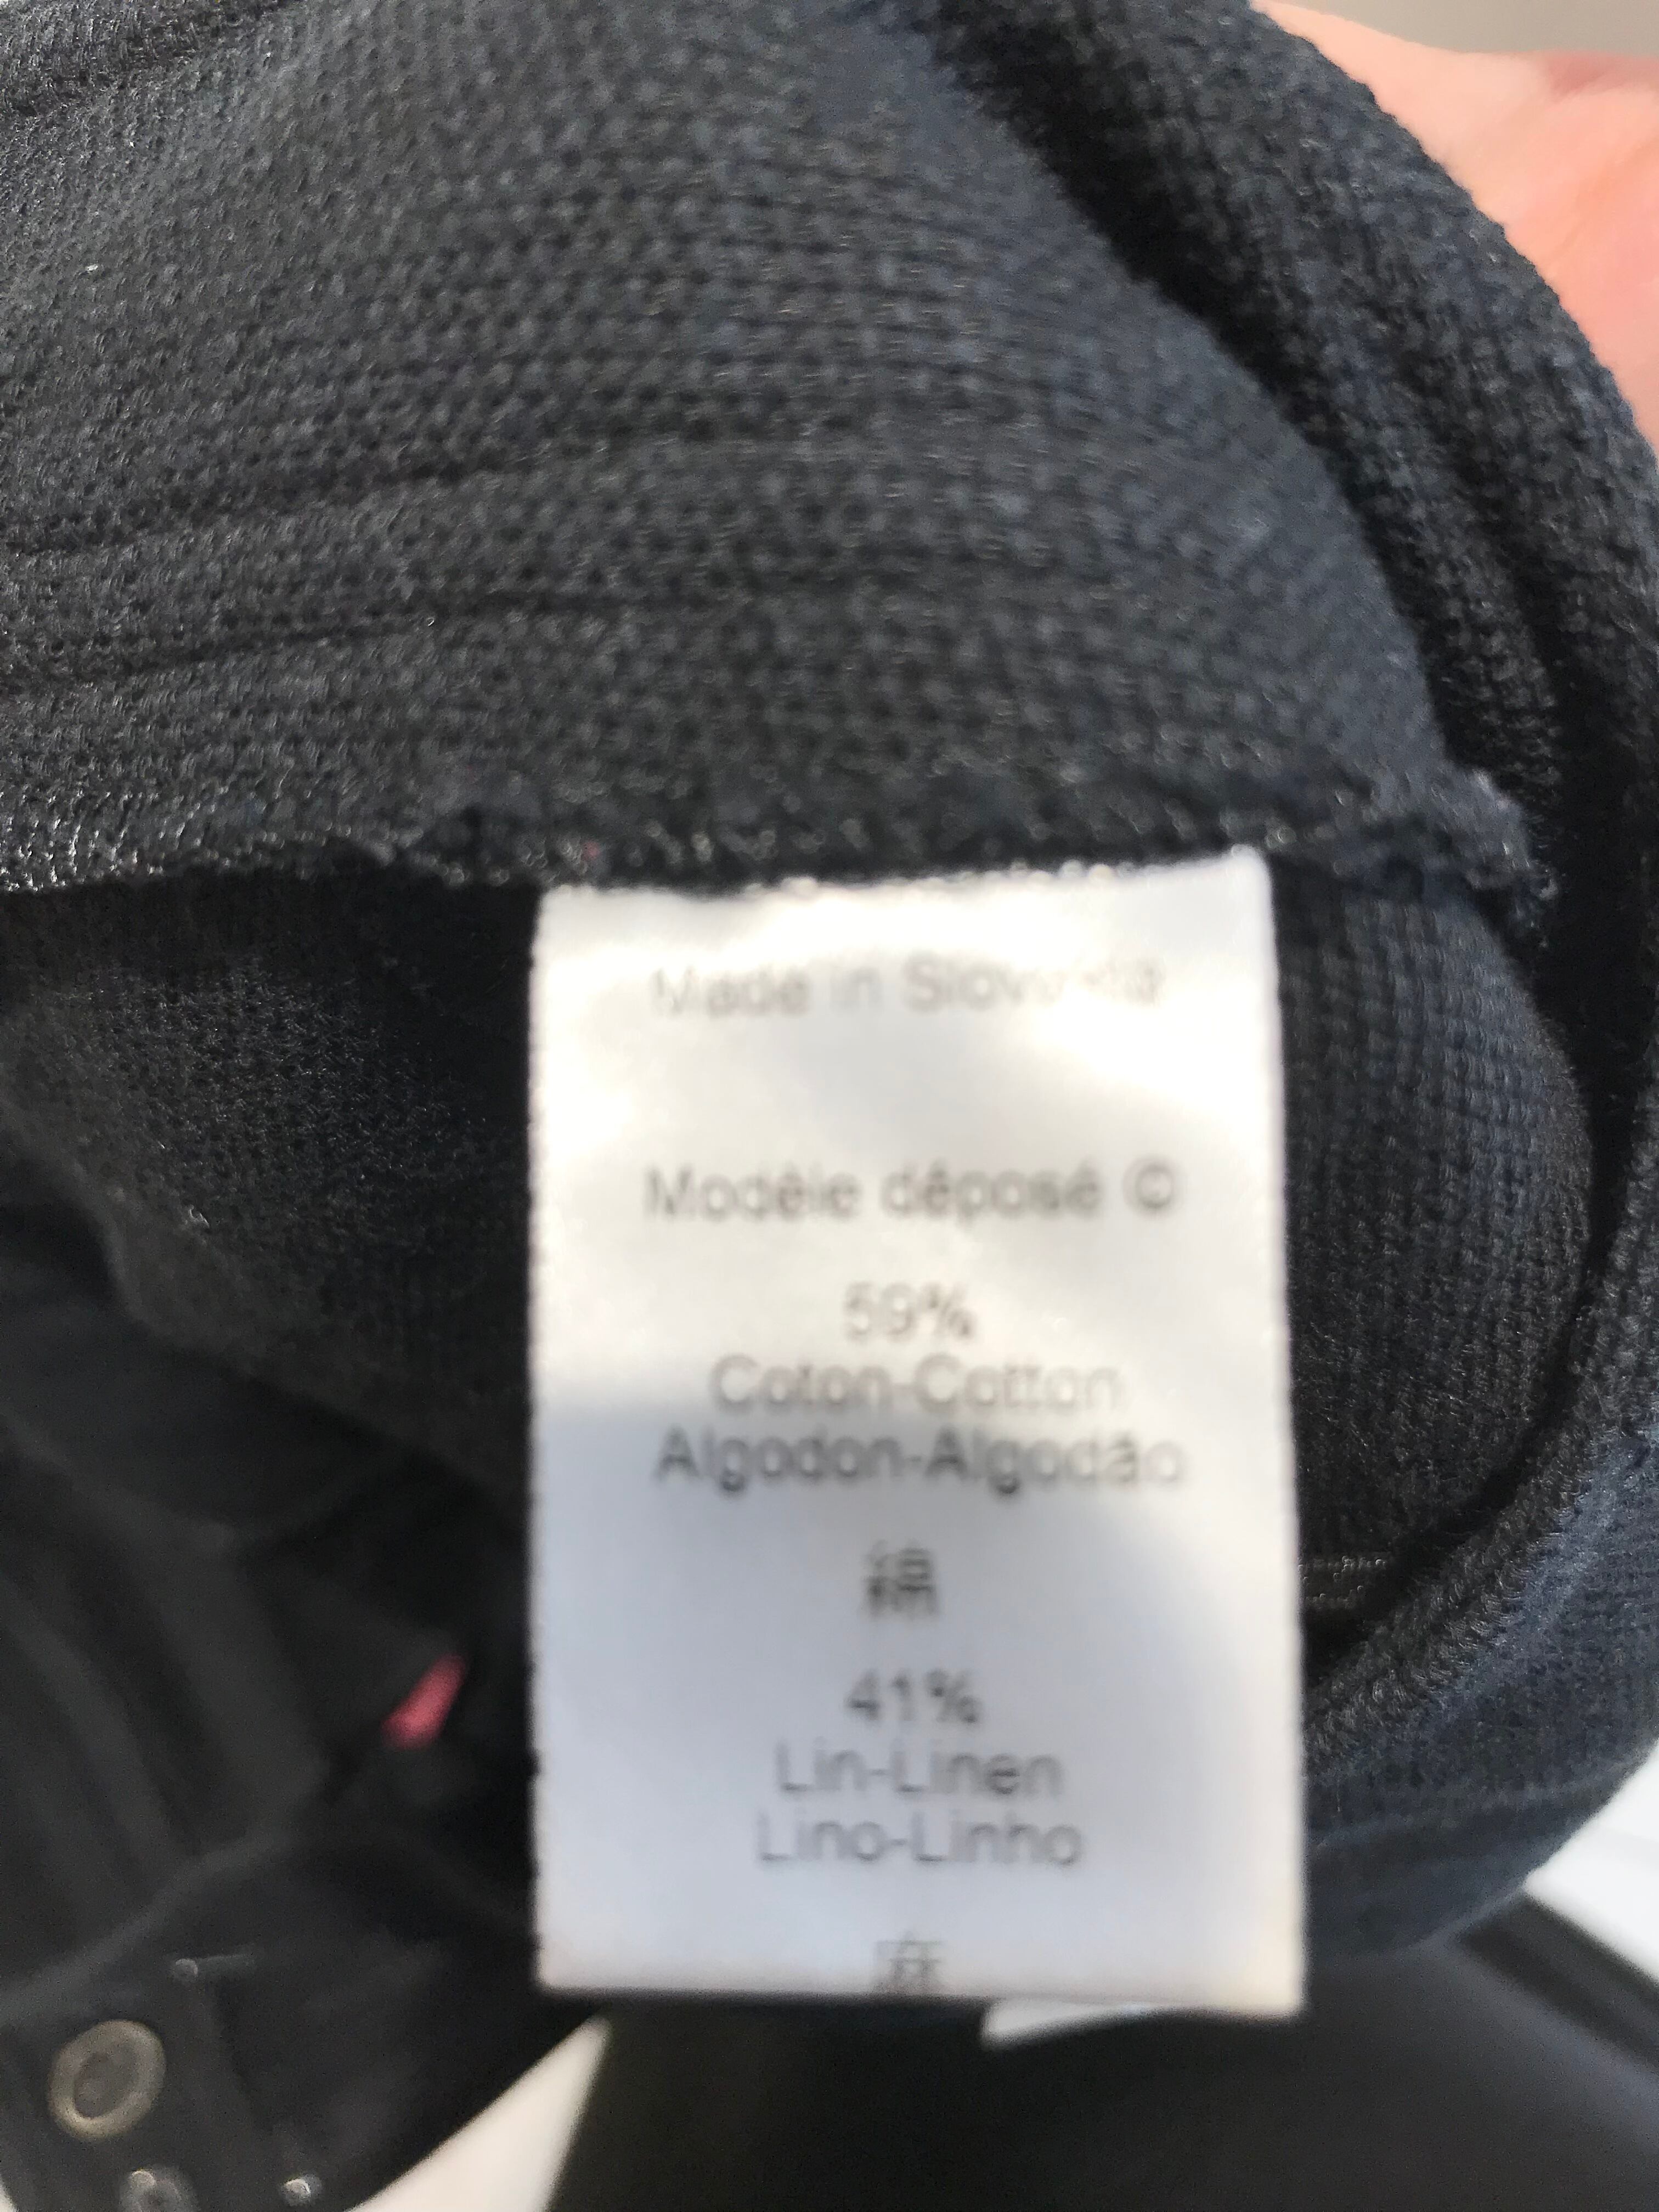 Made in
Modèle déposé ©
59%
Coton-Cotton
Algodon-Algodão
綿
41%
Lin-Linen
Lino-Linho
麻